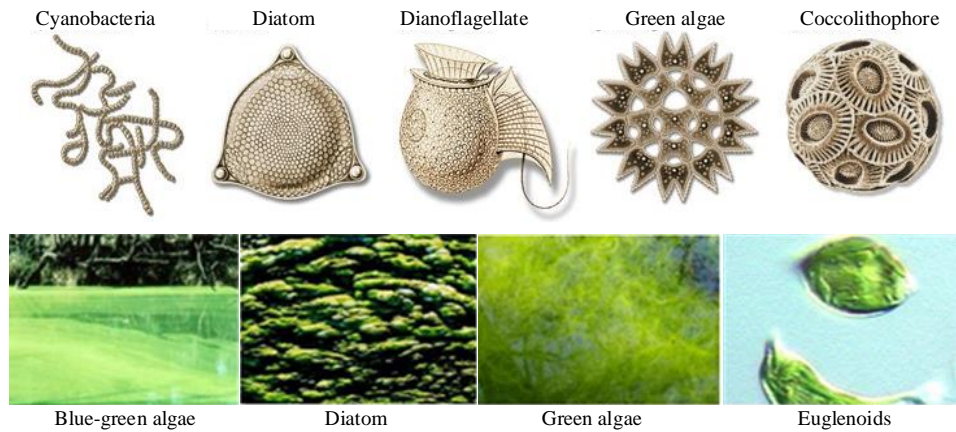 Cyanobacteria Diatom Dianoflagellate Green algae Coccolithophore
Blue-green algae Diatom Green algae Euglenoids